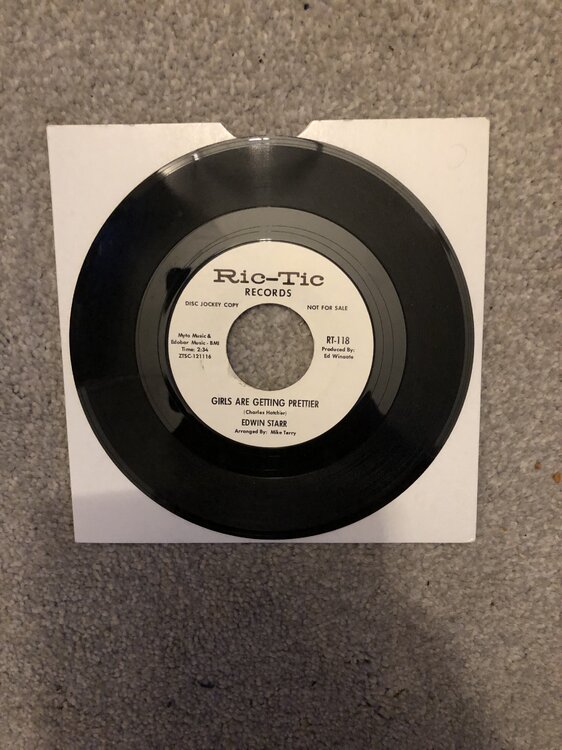 Ric-Tic
RECORDS
DISC JOCKEY COPY
NOT FOR SALE
Myto Music &
Edobar Music - BMI
Time: 2:34
ZTSC-121116
RT-118
Produced By:
Ed Wingate
GIRLS ARE GETTING PRETTIER
(Charles Hatchier)
EDWIN STARR
Arranged By: Mike Terry